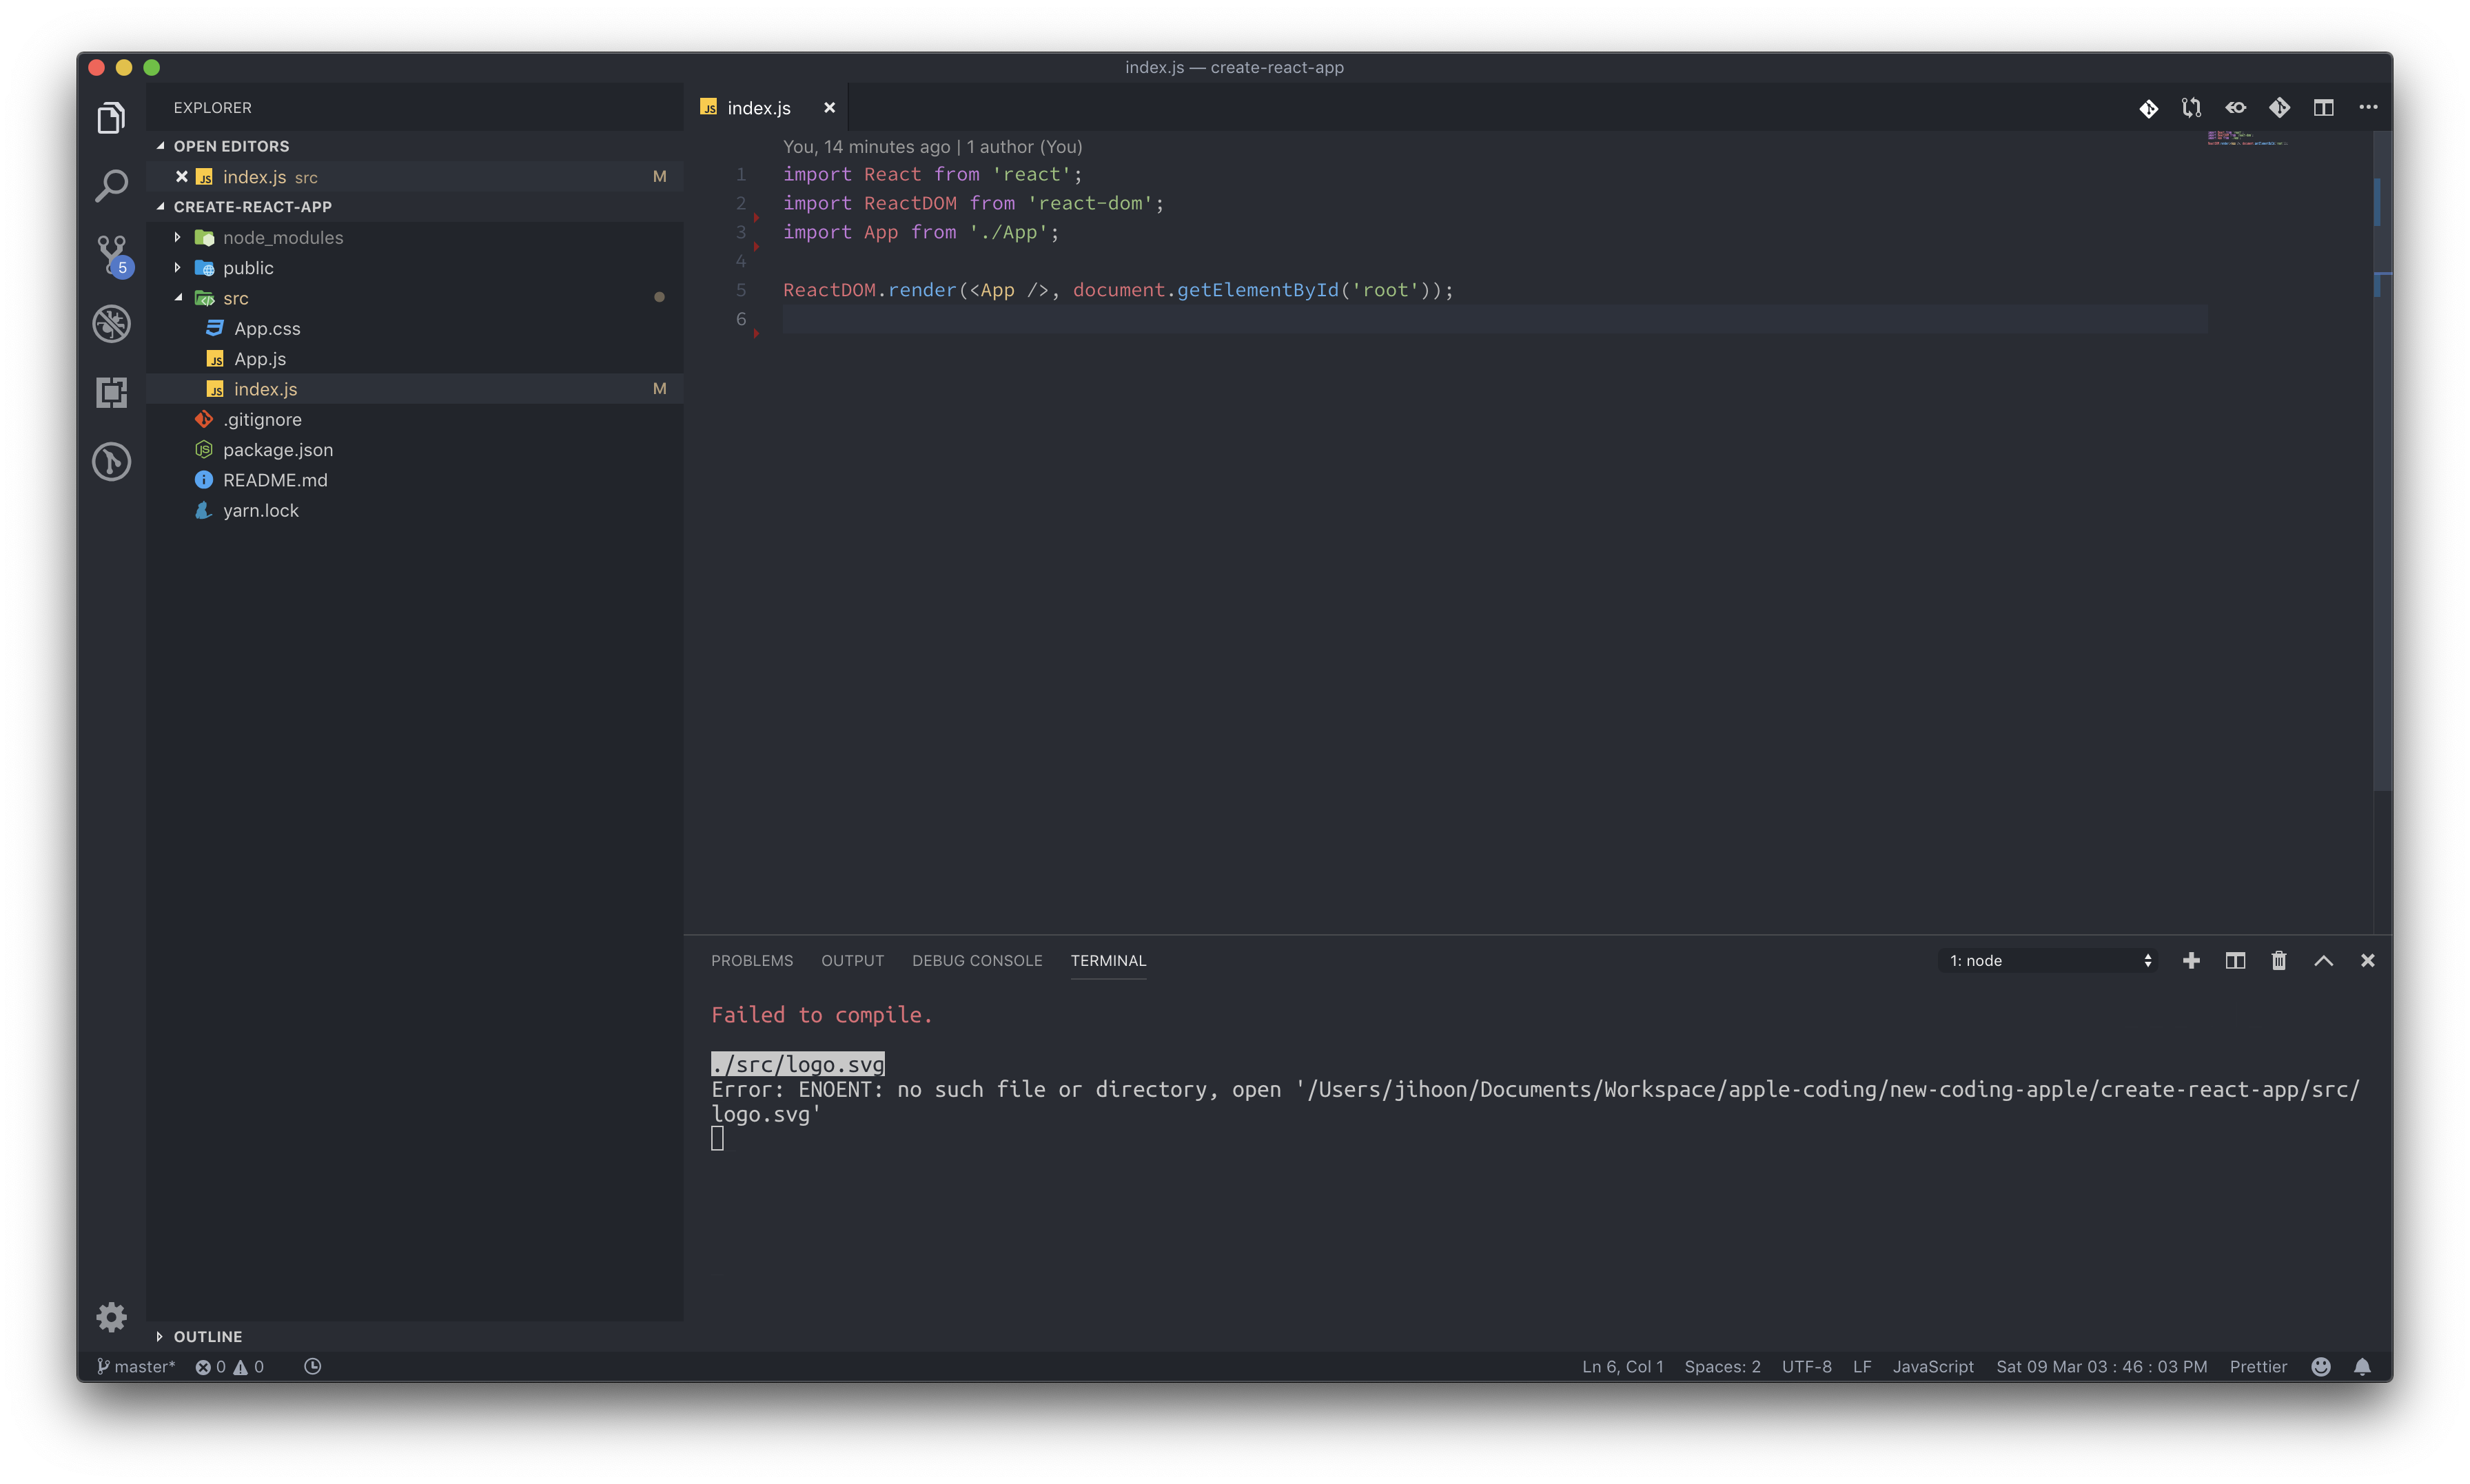 index.js — create-react-app
EXPLORER
OPEN EDITORS
index.js src M
CREATE-REACT-APP
node_modules
public
src
App.css
App.js
index.js M
.gitignore
package.json
README.md
yarn.lock
OUTLINE
5
index.js
You, 14 minutes ago | 1 author (You)
1 import React from 'react';
2 import ReactDOM from 'react-dom';
3 import App from './App';
4
5 ReactDOM.render(<App />, document.getElementById('root'));
6
PROBLEMS OUTPUT DEBUG CONSOLE TERMINAL 1: node
Failed to compile.
./src/logo.svg
Error: ENOENT: no such file or directory, open '/Users/jihoon/Documents/Workspace/apple-coding/new-coding-apple/create-react-app/src/
logo.svg'
master* 0 0 Ln 6, Col 1 Spaces: 2 UTF-8 LF JavaScript Sat 09 Mar 03 : 46 : 03 PM Prettier